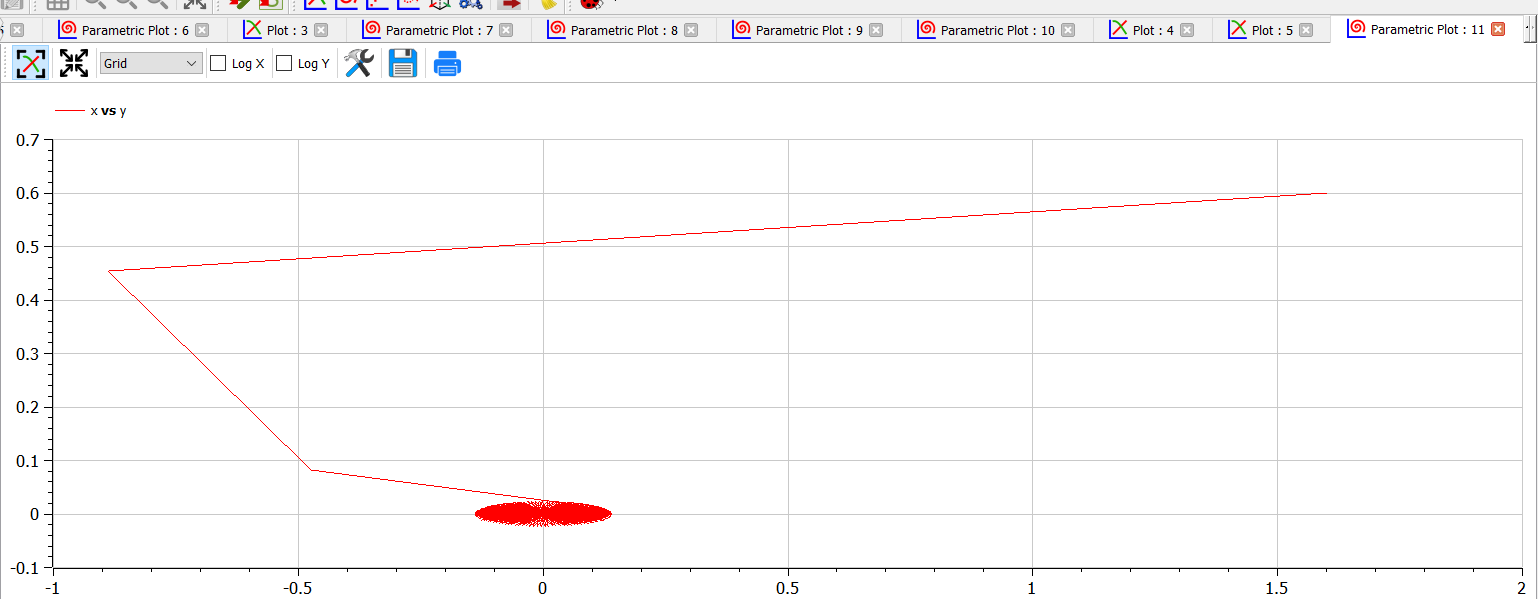 Parametric Plot : 6 Plot : 3 Parametric Plot : 7 Parametric Plot : 8 Parametric Plot : 9 Parametric Plot : 10 Plot : 4 Plot : 5 Parametric Plot : 11
Grid Log X Log Y
x vs y
0.7
0.6
0.5
0.4
0.3
0.2
0.1
0
-0.1
-1 -0.5 0 0.5 1 1.5 2